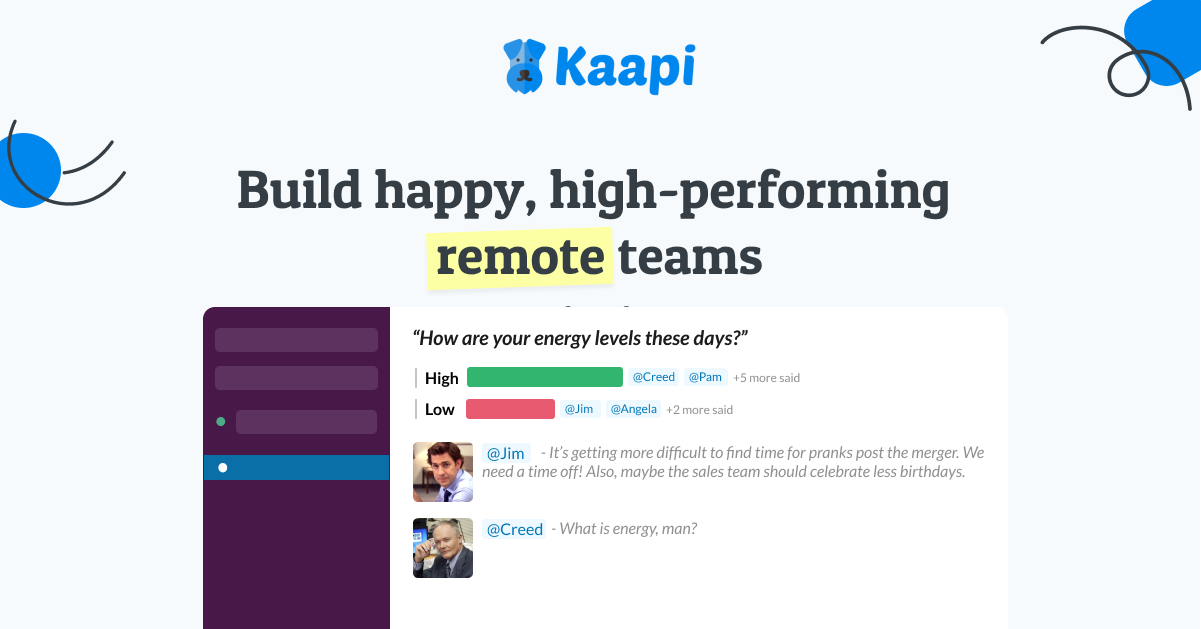 Kaapi
Build happy, high-performing
remote teams
“How are your energy levels these days?”
High @Creed @Pam +5 more said
Low @Jim @Angela +2 more said
@Jim - It’s getting more difficult to find time for pranks post the merger. We
need a time off! Also, maybe the sales team should celebrate less birthdays.
@Creed - What is energy, man?